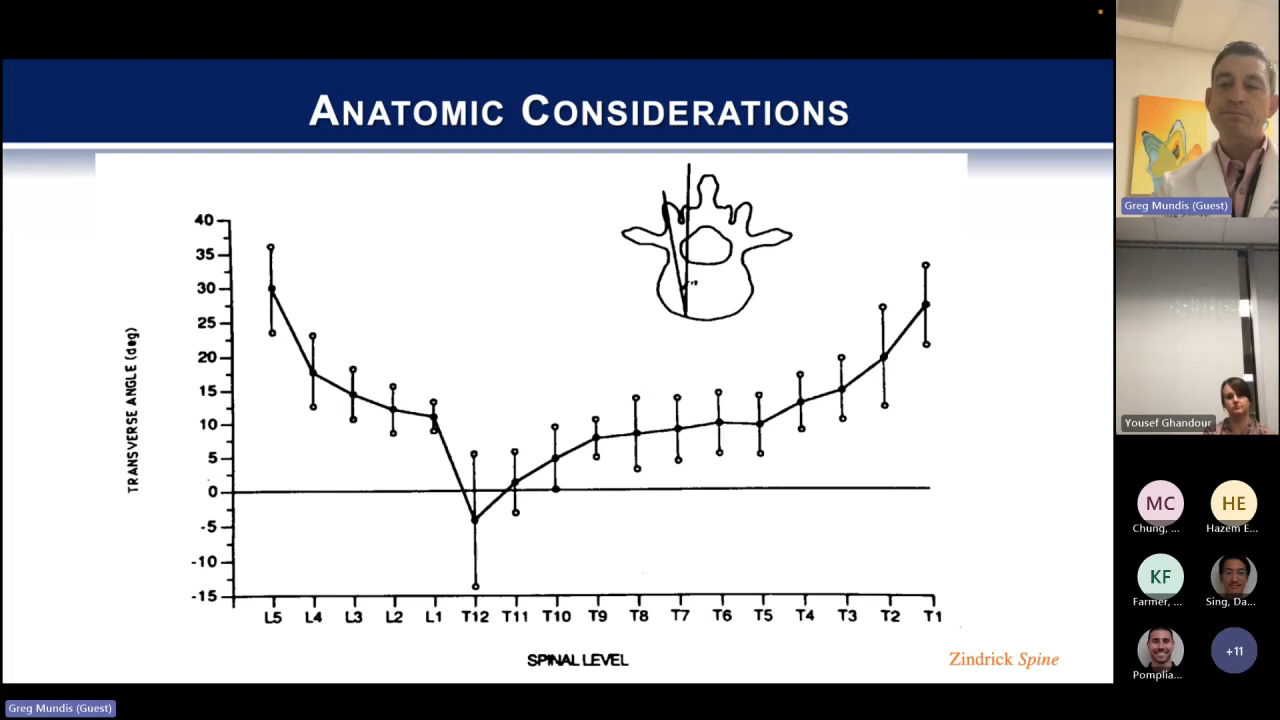 ANATOMIC CONSIDERATIONS
40
35
30
25
20
15
10
5
0
-5
-10
-15
TRANSVERSE ANGLE (deg)
L5 L4 L3 L2 L1 T12 T11 T10 T9 T8 T7 T6 T5 T4 T3 T2 T1
SPINAL LEVEL
Zindrick Spine
Greg Mundis (Guest)
Yousef Ghandour
MC
Chung, ...
HE
Hazem E...
KF
Farmer, ...
Sing, Da...
Pomplia...
+11
Greg Mundis (Guest)